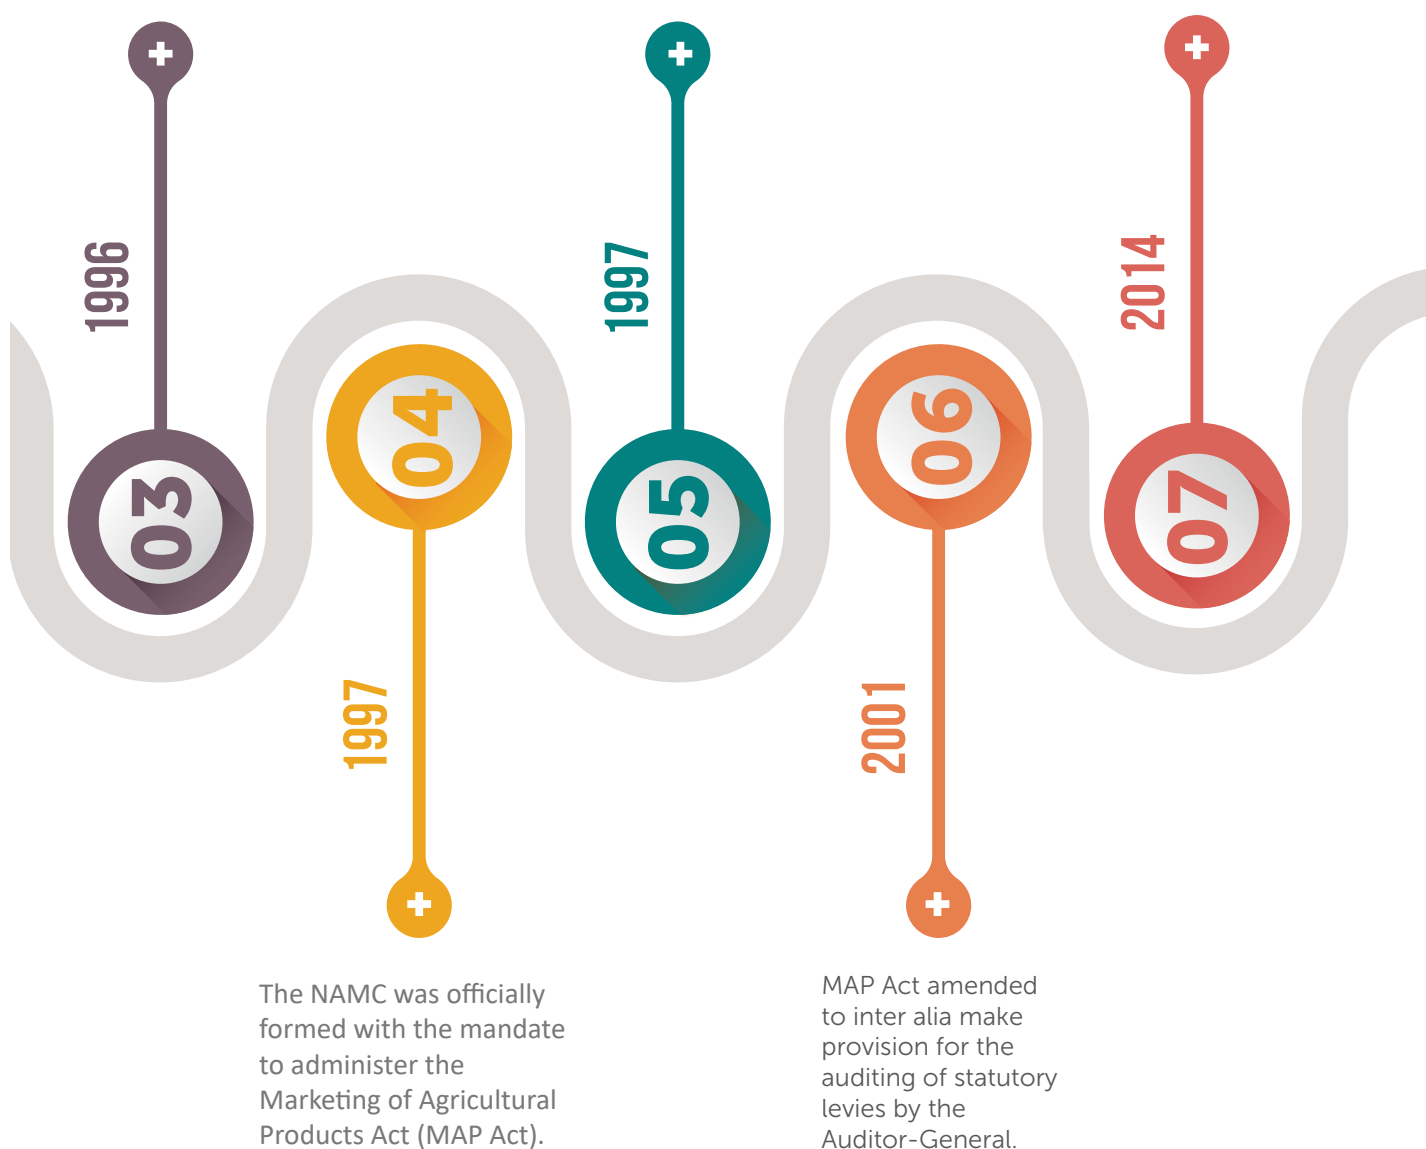 1996
03
1997
04
1997
05
2001
06
2014
07
The NAMC was officially
formed with the mandate
to administer the
Marketing of Agricultural
Products Act (MAP Act).
MAP Act amended
to inter alia make
provision for the
auditing of statutory
levies by the
Auditor-General.